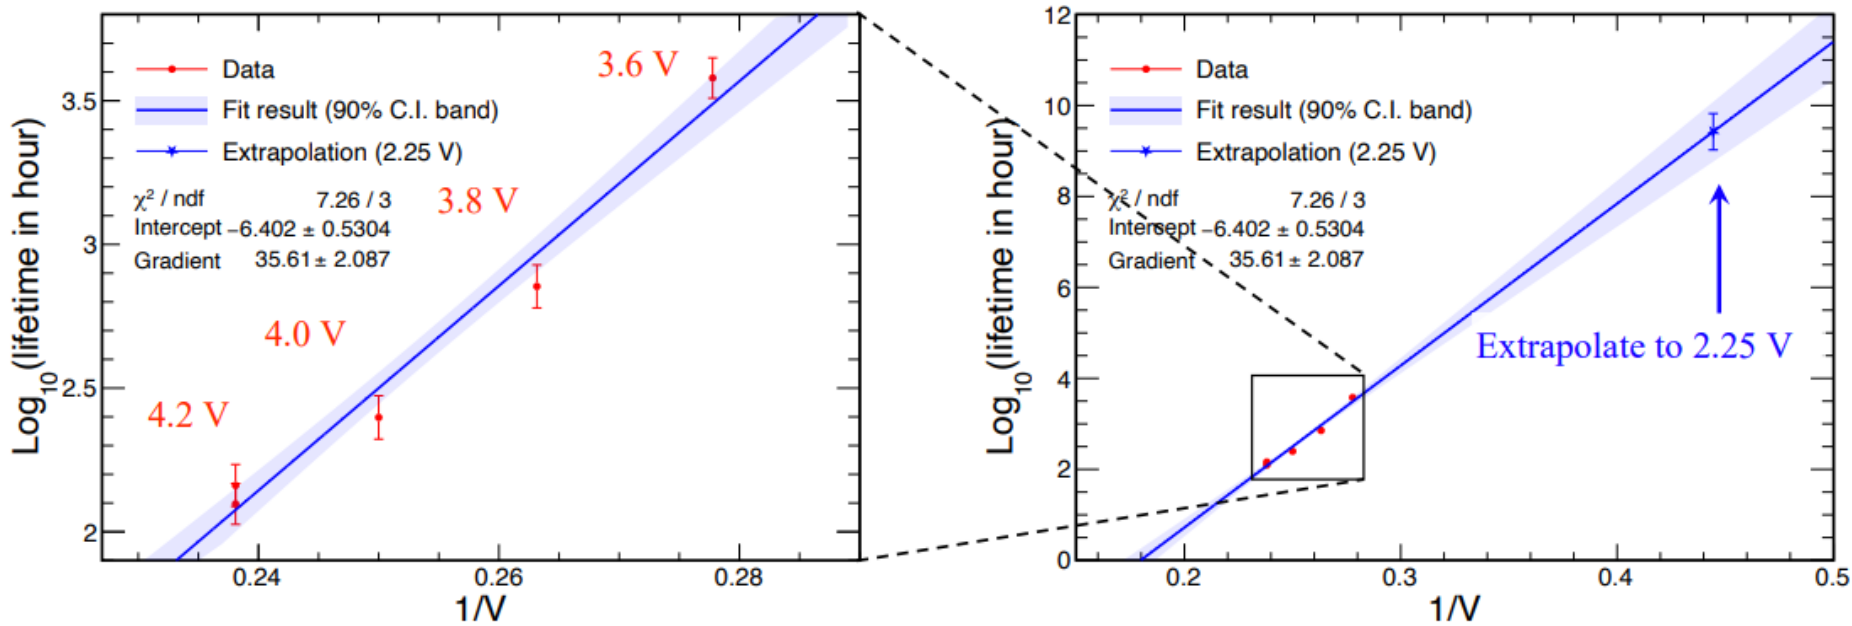 3.6 V
Data
3.5
Fit result (90% C.I. band)
Extrapolation (2.25 V)
χ² / ndf 7.26 / 3
3.8 V
Intercept −6.402 ± 0.5304
3
Gradient 35.61 ± 2.087
4.0 V
2.5
4.2 V
2
0.24 0.26 0.28
1/V
Log₁₀(lifetime in hour)
12
Data
10
Fit result (90% C.I. band)
Extrapolation (2.25 V)
8
χ² / ndf 7.26 / 3
Intercept −6.402 ± 0.5304
Gradient 35.61 ± 2.087
6
Extrapolate to 2.25 V
4
2
0
0.2 0.3 0.4 0.5
1/V
Log₁₀(lifetime in hour)